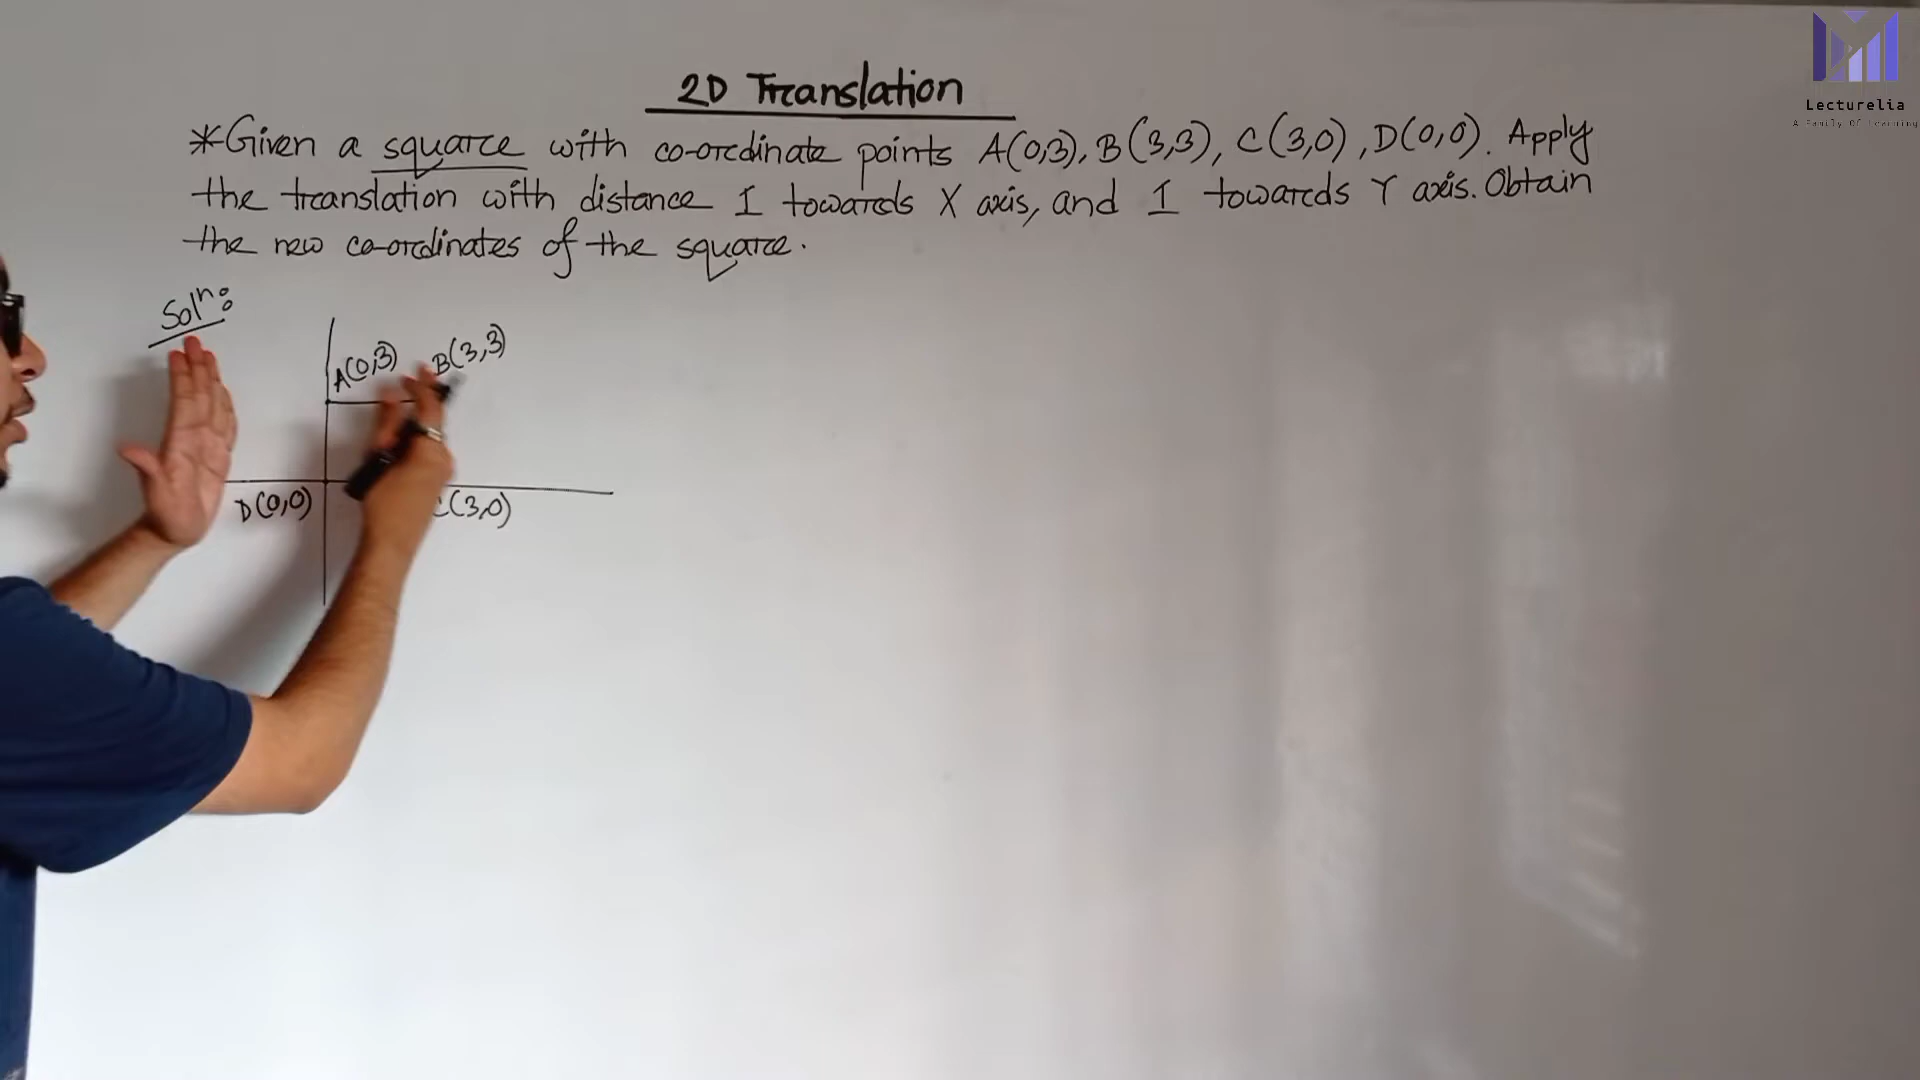 2D Translation
*Given a square with co-ordinate points A(0,3), B(3,3), C(3,0), D(0,0). Apply
the translation with distance 1 towards X axis, and 1 towards Y axis. Obtain
the new co-ordinates of the square.
Solⁿ:
A(0,3) B(3,3)
D(0,0) C(3,0)
Lecturelia
A Family Of Learning